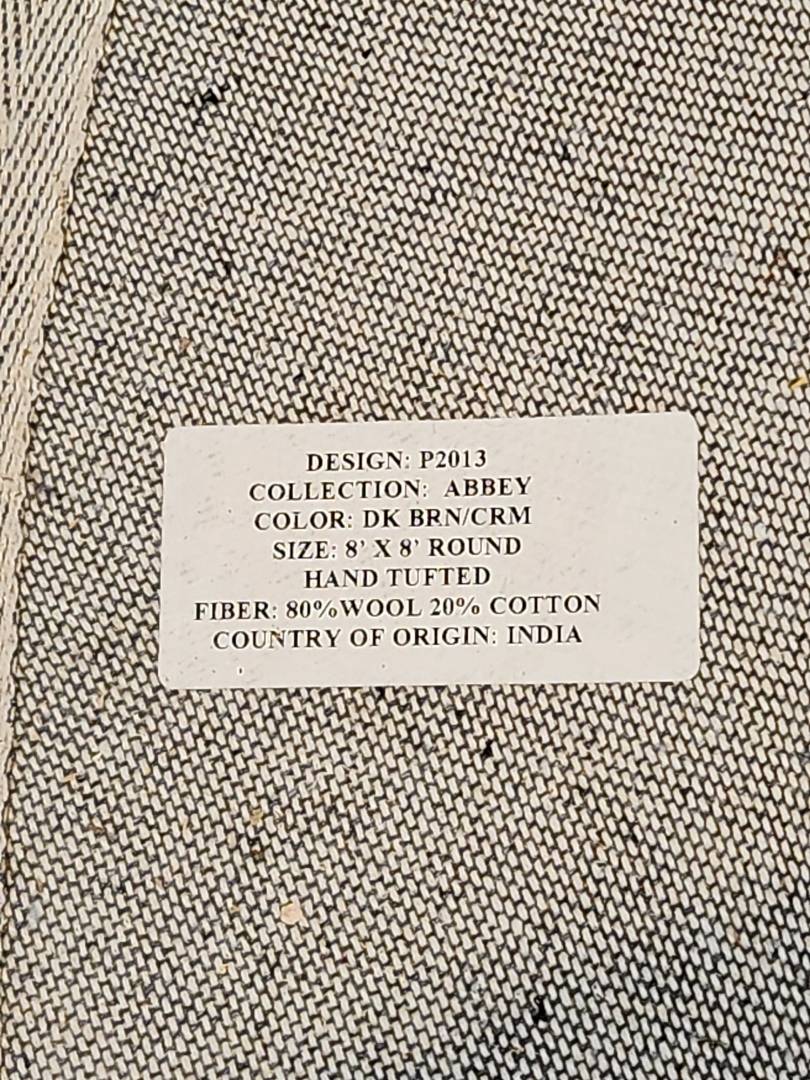 DESIGN: P2013
COLLECTION: ABBEY
COLOR: DK BRN/CRM
SIZE: 8' X 8' ROUND
HAND TUFTED
FIBER: 80%WOOL 20% COTTON
COUNTRY OF ORIGIN: INDIA